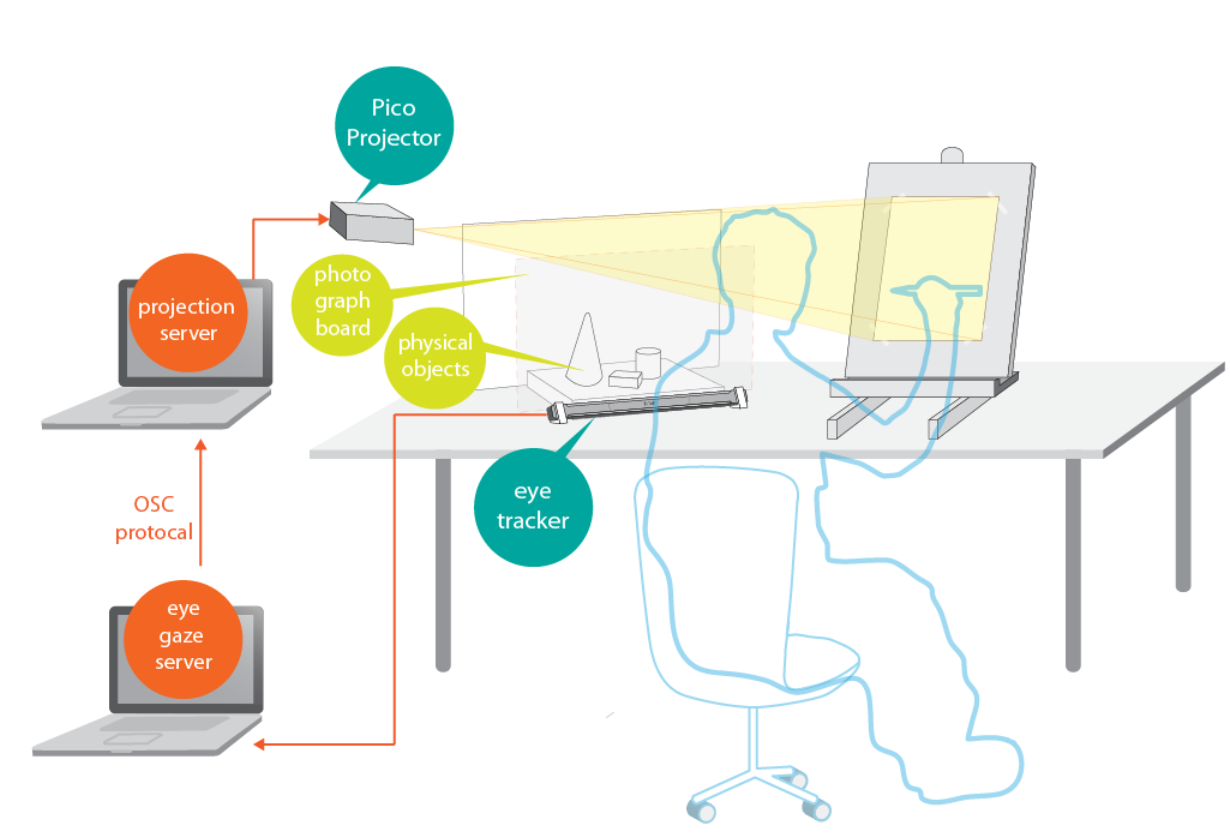 Pico
Projector
projection
server
photo
graph
board
physical
objects
eye
tracker
OSC
protocal
eye
gaze
server